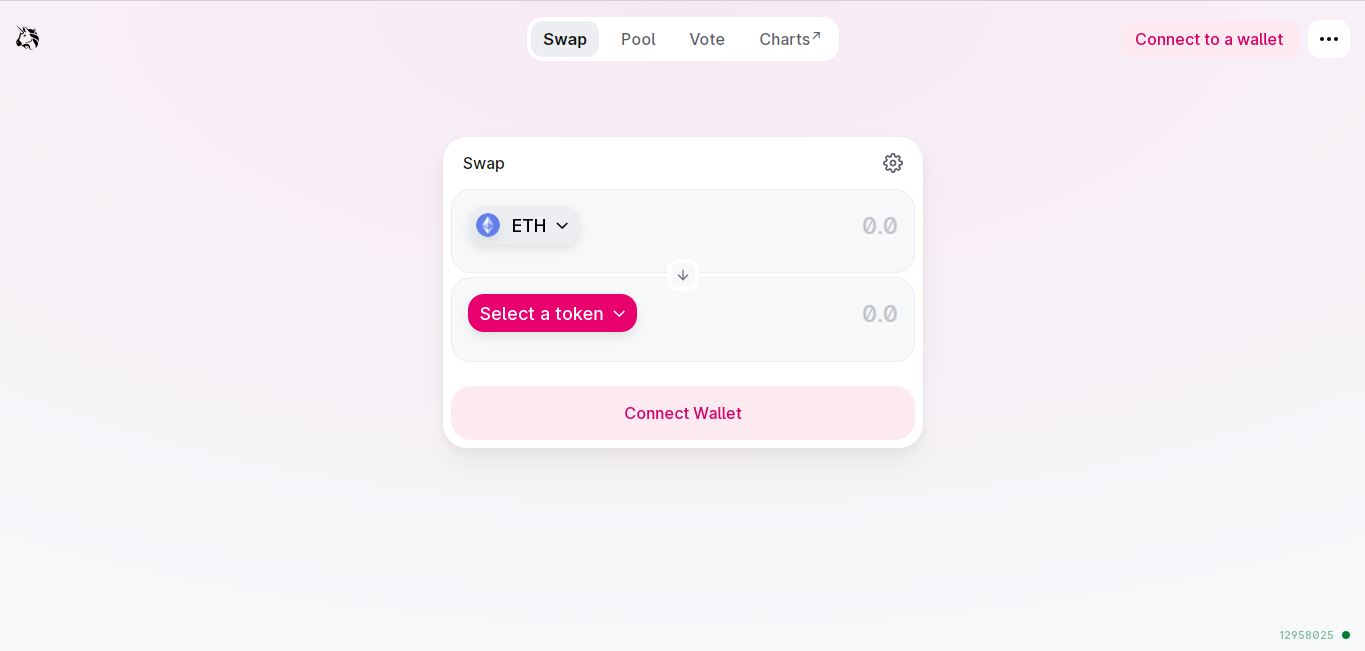 Swap Pool Vote Charts↗ Connect to a wallet
Swap
ETH 0.0
Select a token 0.0
Connect Wallet
12958025